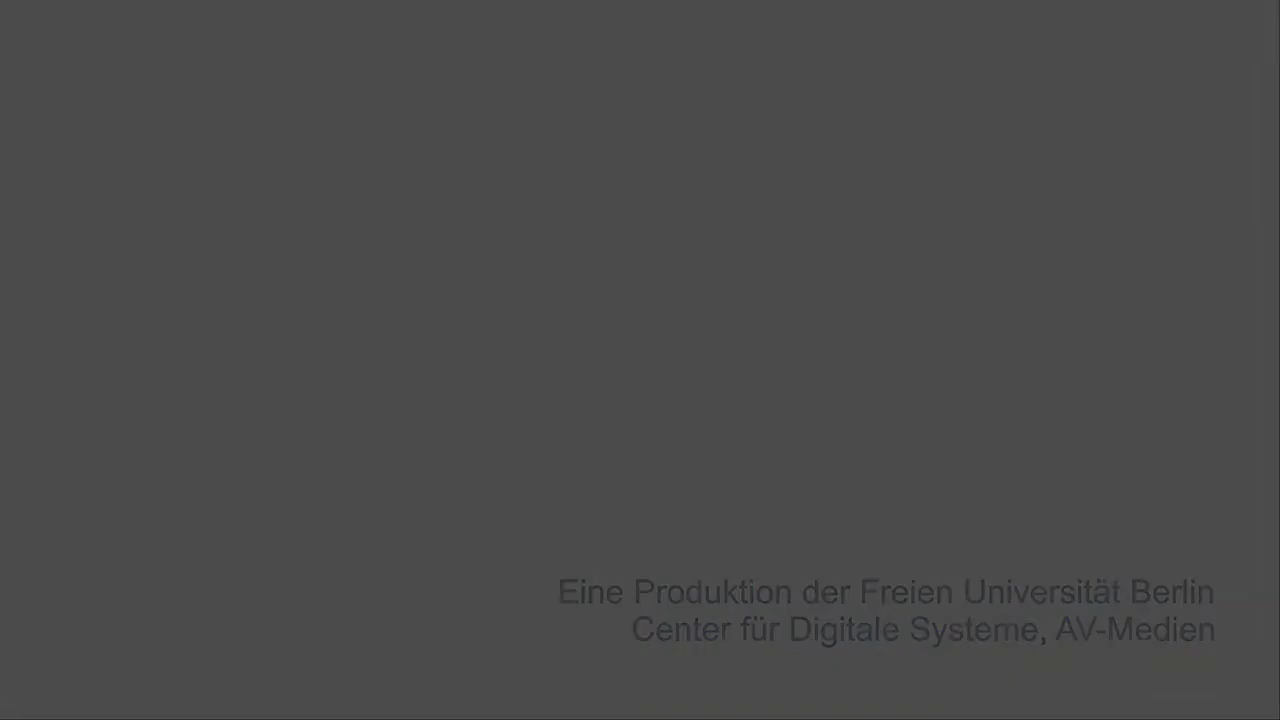 Eine Produktion der Freien Universität Berlin
Center für Digitale Systeme, AV-Medien